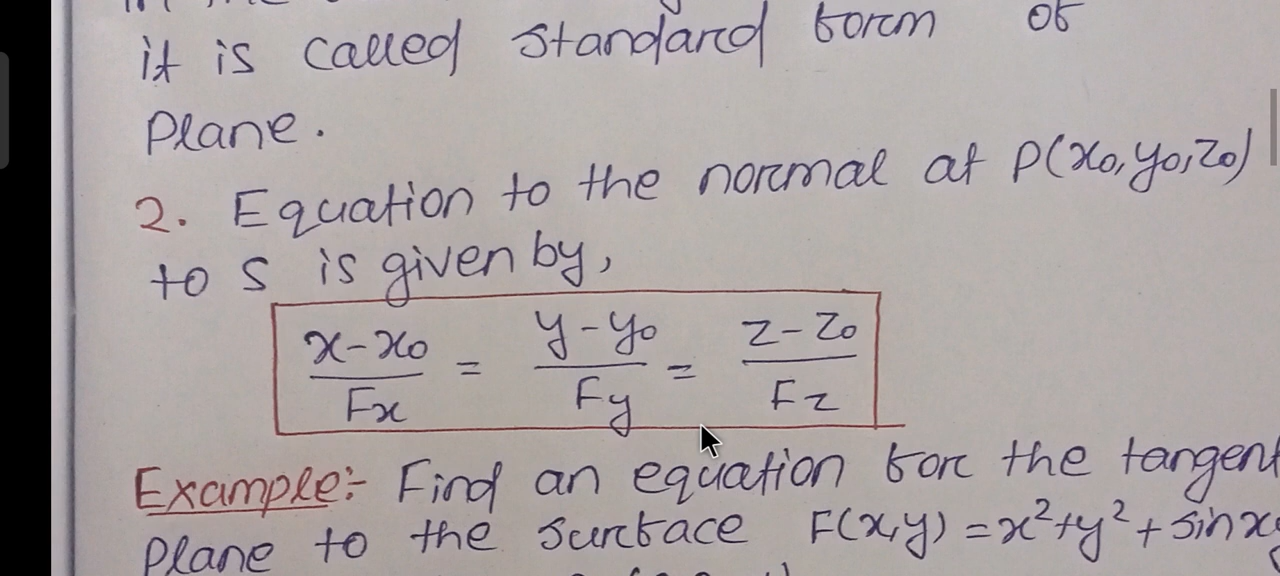 it is called standard form of
plane.
2. Equation to the normal at P(x₀,y₀,z₀)
to S is given by,
x-x₀/Fx = y-y₀/Fy = z-z₀/Fz
Example:- Find an equation for the tangent
plane to the surface F(x,y) = x²+y²+sinx